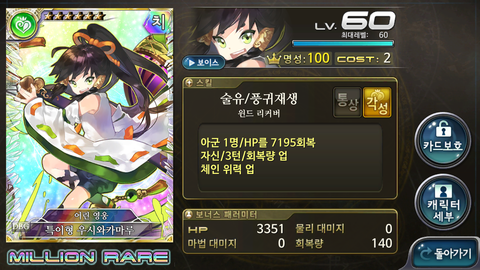 치
LV. 60
최대레벨: 60
보이스
명성:100
COST: 2
스킬
술유/풍귀재생
윈드 리커버
통상
각성
아군 1명/HP를 7195회복
자신/3턴/회복량 업
체인 위력 업
카드보호
어린 영웅
특이형 우시와카마루
보너스 패러미터
HP 3351 물리 대미지 0
마법 대미지 0 회복량 140
캐릭터
세부
MILLION RARE
돌아가기